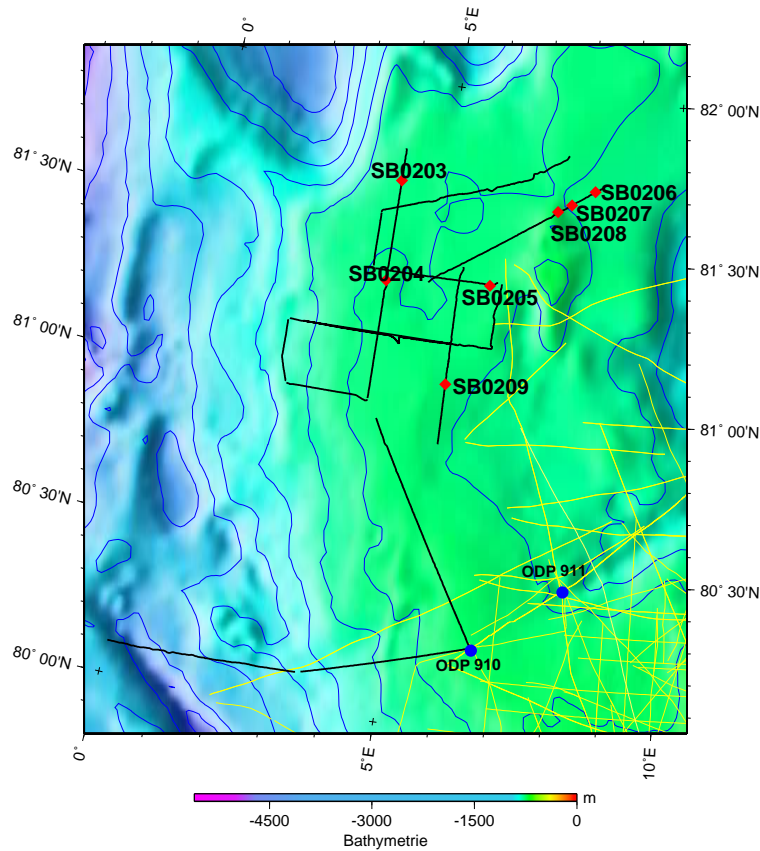 0°
5°E
82° 00'N
81° 30'N
SB0203
SB0206
SB0207
SB0208
SB0204
81° 30'N
SB0205
81° 00'N
SB0209
81° 00'N
80° 30'N
ODP 911
80° 30'N
80° 00'N
ODP 910
0°
5°E
10°E
m
-4500
-3000
-1500
0
Bathymetrie